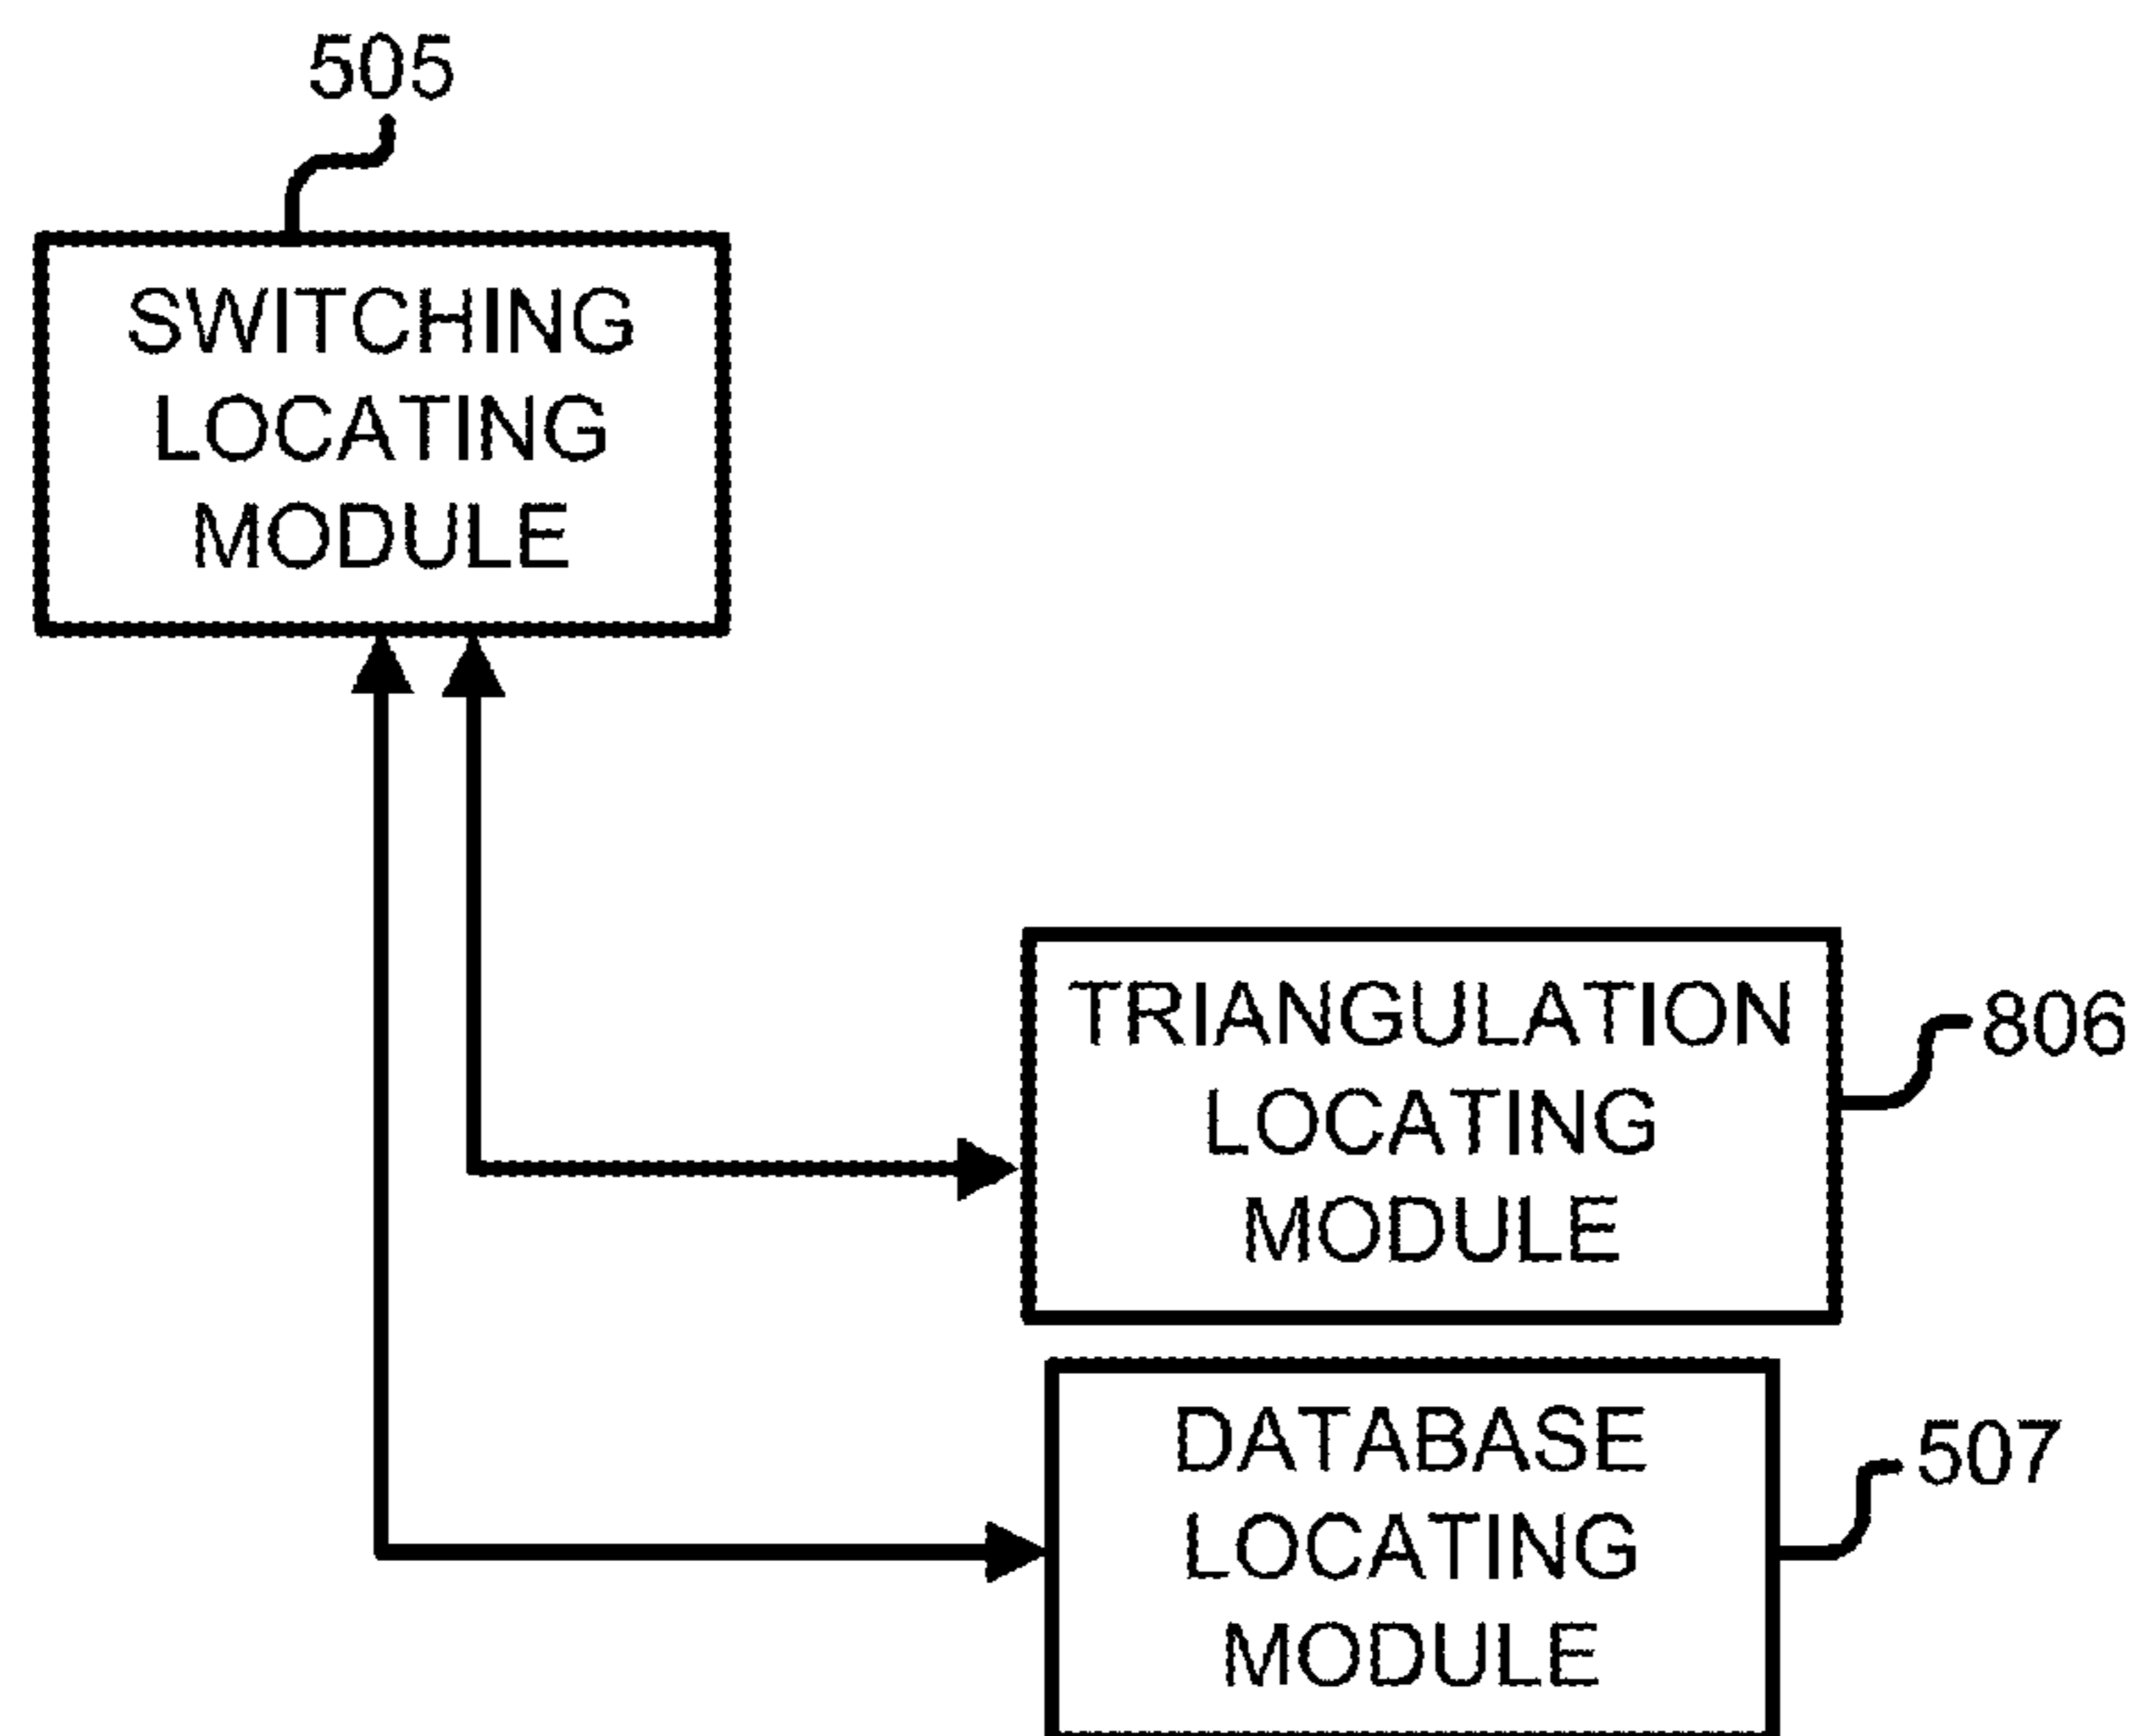 505
SWITCHING
LOCATING
MODULE
TRIANGULATION
LOCATING
MODULE
806
DATABASE
LOCATING
MODULE
507